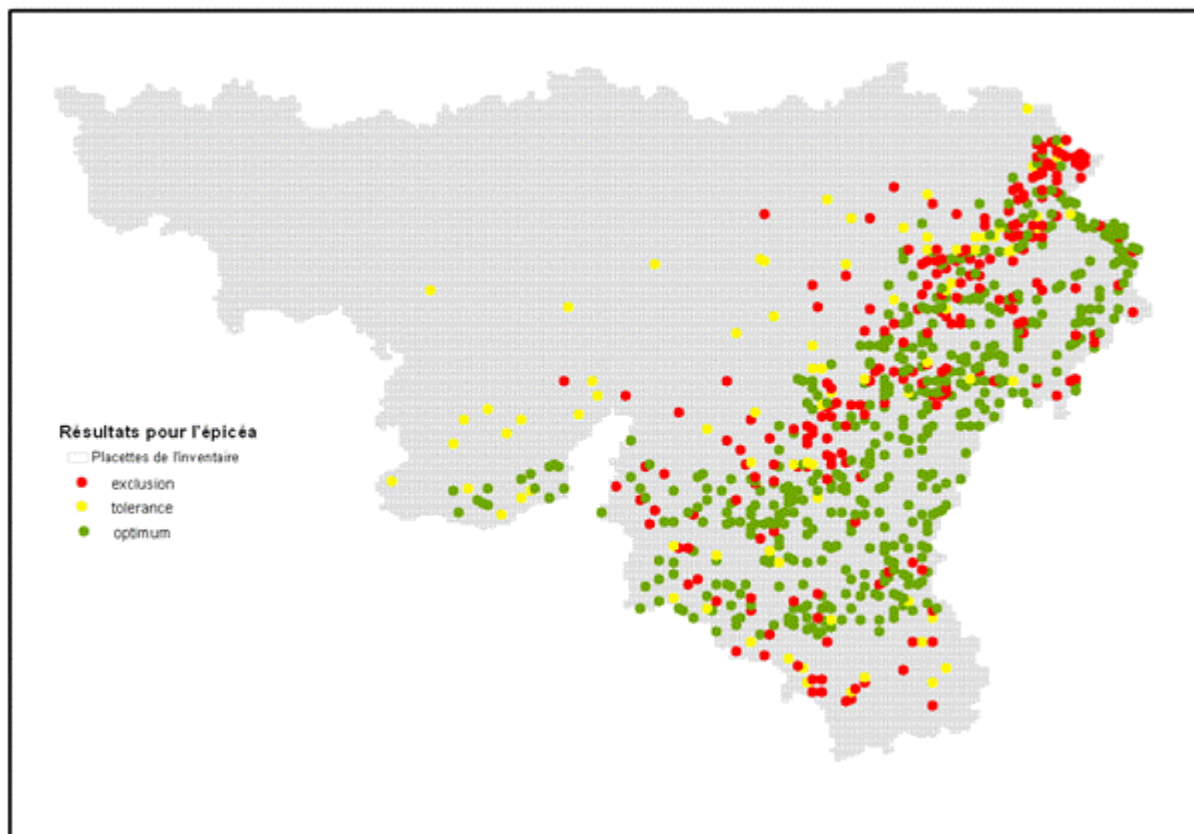 Résultats pour l'épicéa
Placettes de l'inventaire
exclusion
tolerance
optimum